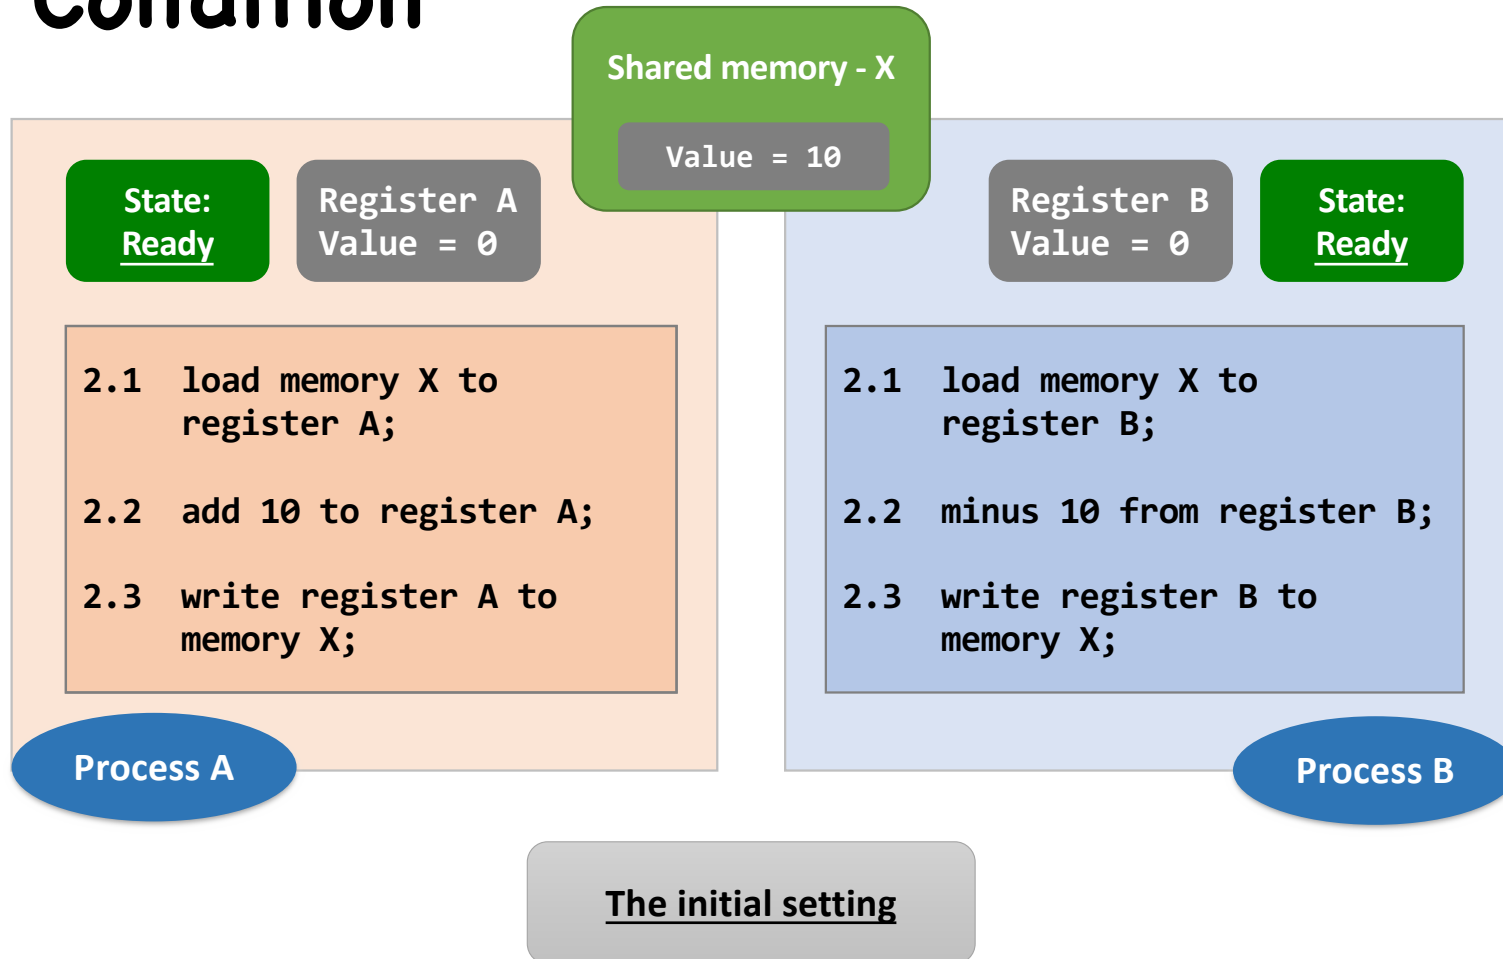 Condition
Shared memory - X
Value = 10
State:
Ready
Register A
Value = 0
Register B
Value = 0
State:
Ready
2.1 load memory X to
register A;
2.2 add 10 to register A;
2.3 write register A to
memory X;
Process A
2.1 load memory X to
register B;
2.2 minus 10 from register B;
2.3 write register B to
memory X;
Process B
The initial setting